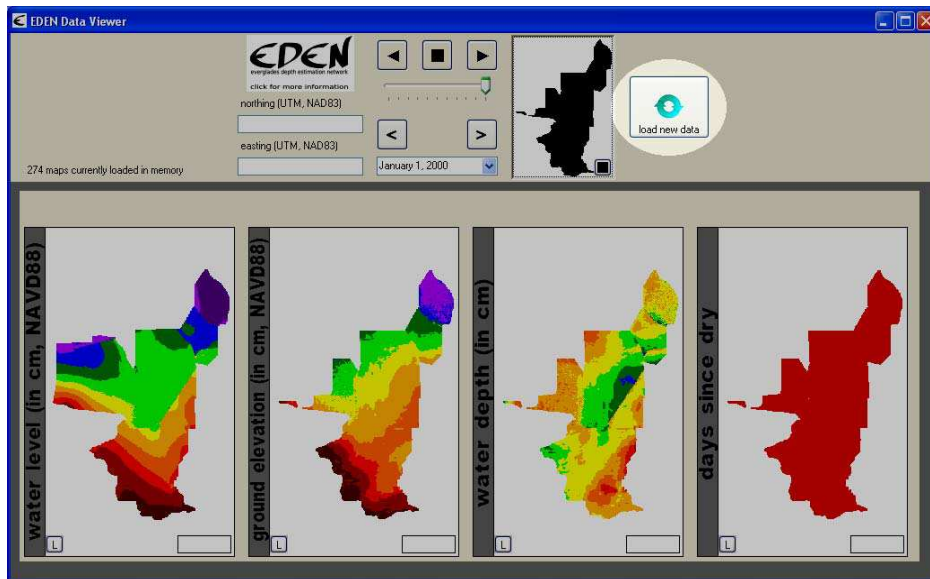 EDEN Data Viewer
EDEN
everglades depth estimation network
click for more information
northing (UTM, NAD83)
easting (UTM, NAD83)
274 maps currently loaded in memory
<
>
January 1, 2000
load new data
water level (in cm, NAVD88)
L
ground elevation (in cm, NAVD88)
L
water depth (in cm)
L
days since dry
L